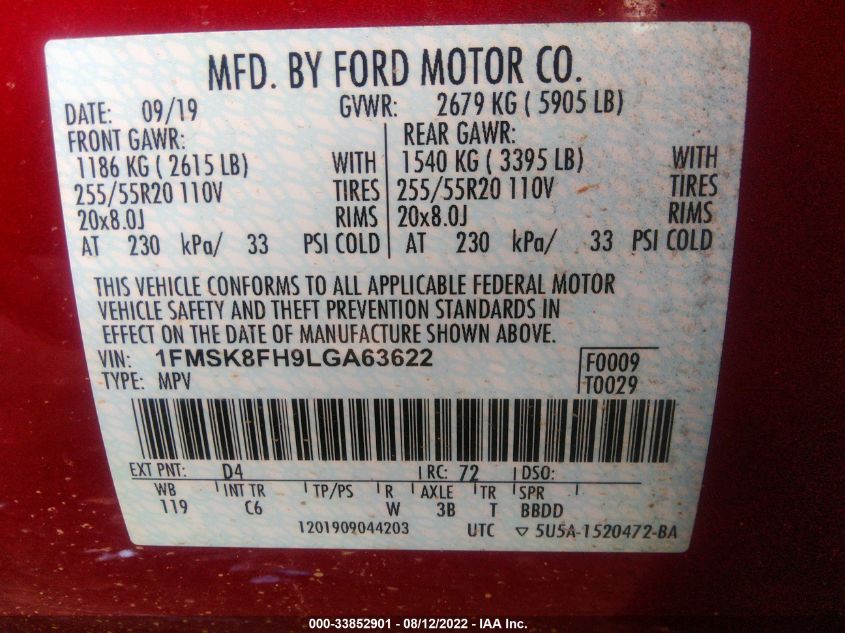 MFD. BY FORD MOTOR CO.
DATE: 09/19 GVWR: 2679 KG ( 5905 LB)
FRONT GAWR: REAR GAWR:
1186 KG ( 2615 LB) WITH 1540 KG ( 3395 LB) WITH
255/55R20 110V TIRES 255/55R20 110V TIRES
20x8.0J RIMS 20x8.0J RIMS
AT 230 kPa/ 33 PSI COLD AT 230 kPa/ 33 PSI COLD
THIS VEHICLE CONFORMS TO ALL APPLICABLE FEDERAL MOTOR
VEHICLE SAFETY AND THEFT PREVENTION STANDARDS IN
EFFECT ON THE DATE OF MANUFACTURE SHOWN ABOVE.
VIN: 1FMSK8FH9LGA63622 F0009
TYPE: MPV T0029
EXT PNT: D4 RC: 72 DSO:
WB INT TR TP/PS R AXLE TR SPR
119 C6 W 3B T BBDD
1201909044203 UTC ▽ 5U5A-1520472-BA
000-33852901 - 08/12/2022 - IAA Inc.